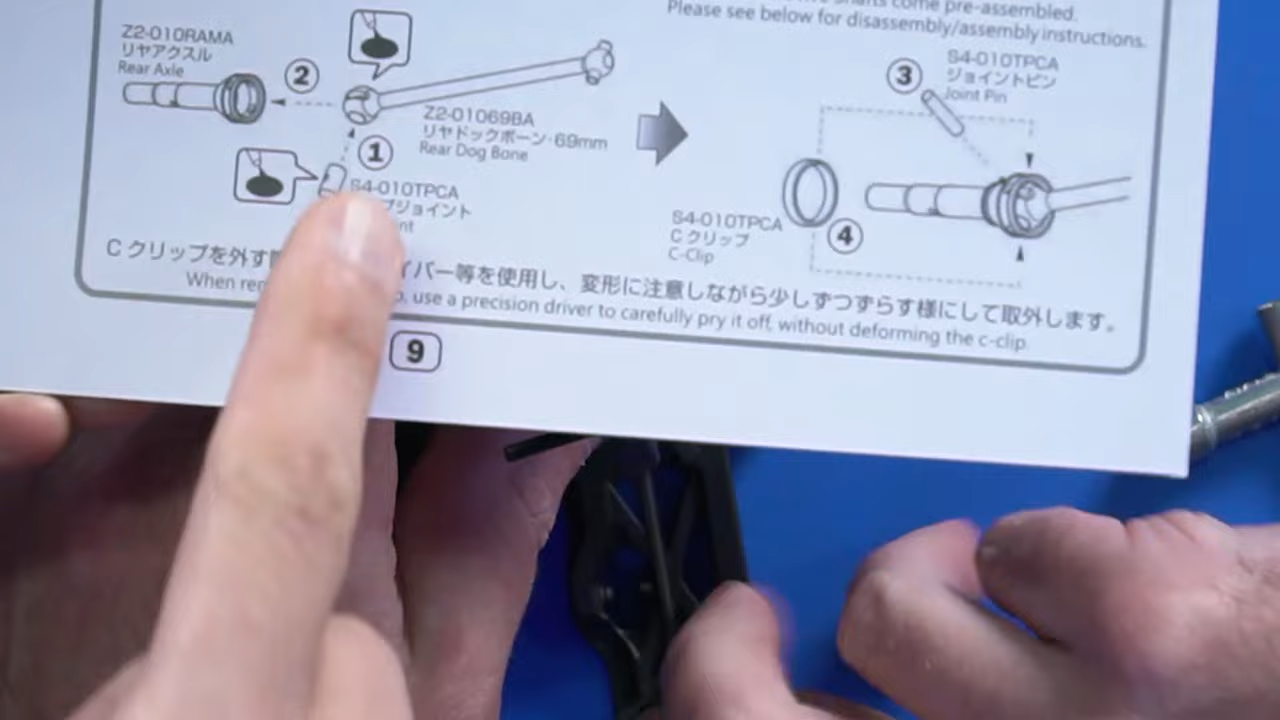 shafts come pre-assembled.
Please see below for disassembly/assembly instructions.
Z2-010RAMA
リヤアクスル
Rear Axle
2
Z2-01069BA
リヤドックボーン・69mm
Rear Dog Bone
1
S4-010TPCA
ジョイント
3
S4-010TPCA
ジョイントピン
Joint Pin
S4-010TPCA
Cクリップ
C-Clip
4
Cクリップを外す イバー等を使用し、変形に注意しながら少しずつずらす様にして取外します。
When use a precision driver to carefully pry it off, without deforming the c-clip.
9